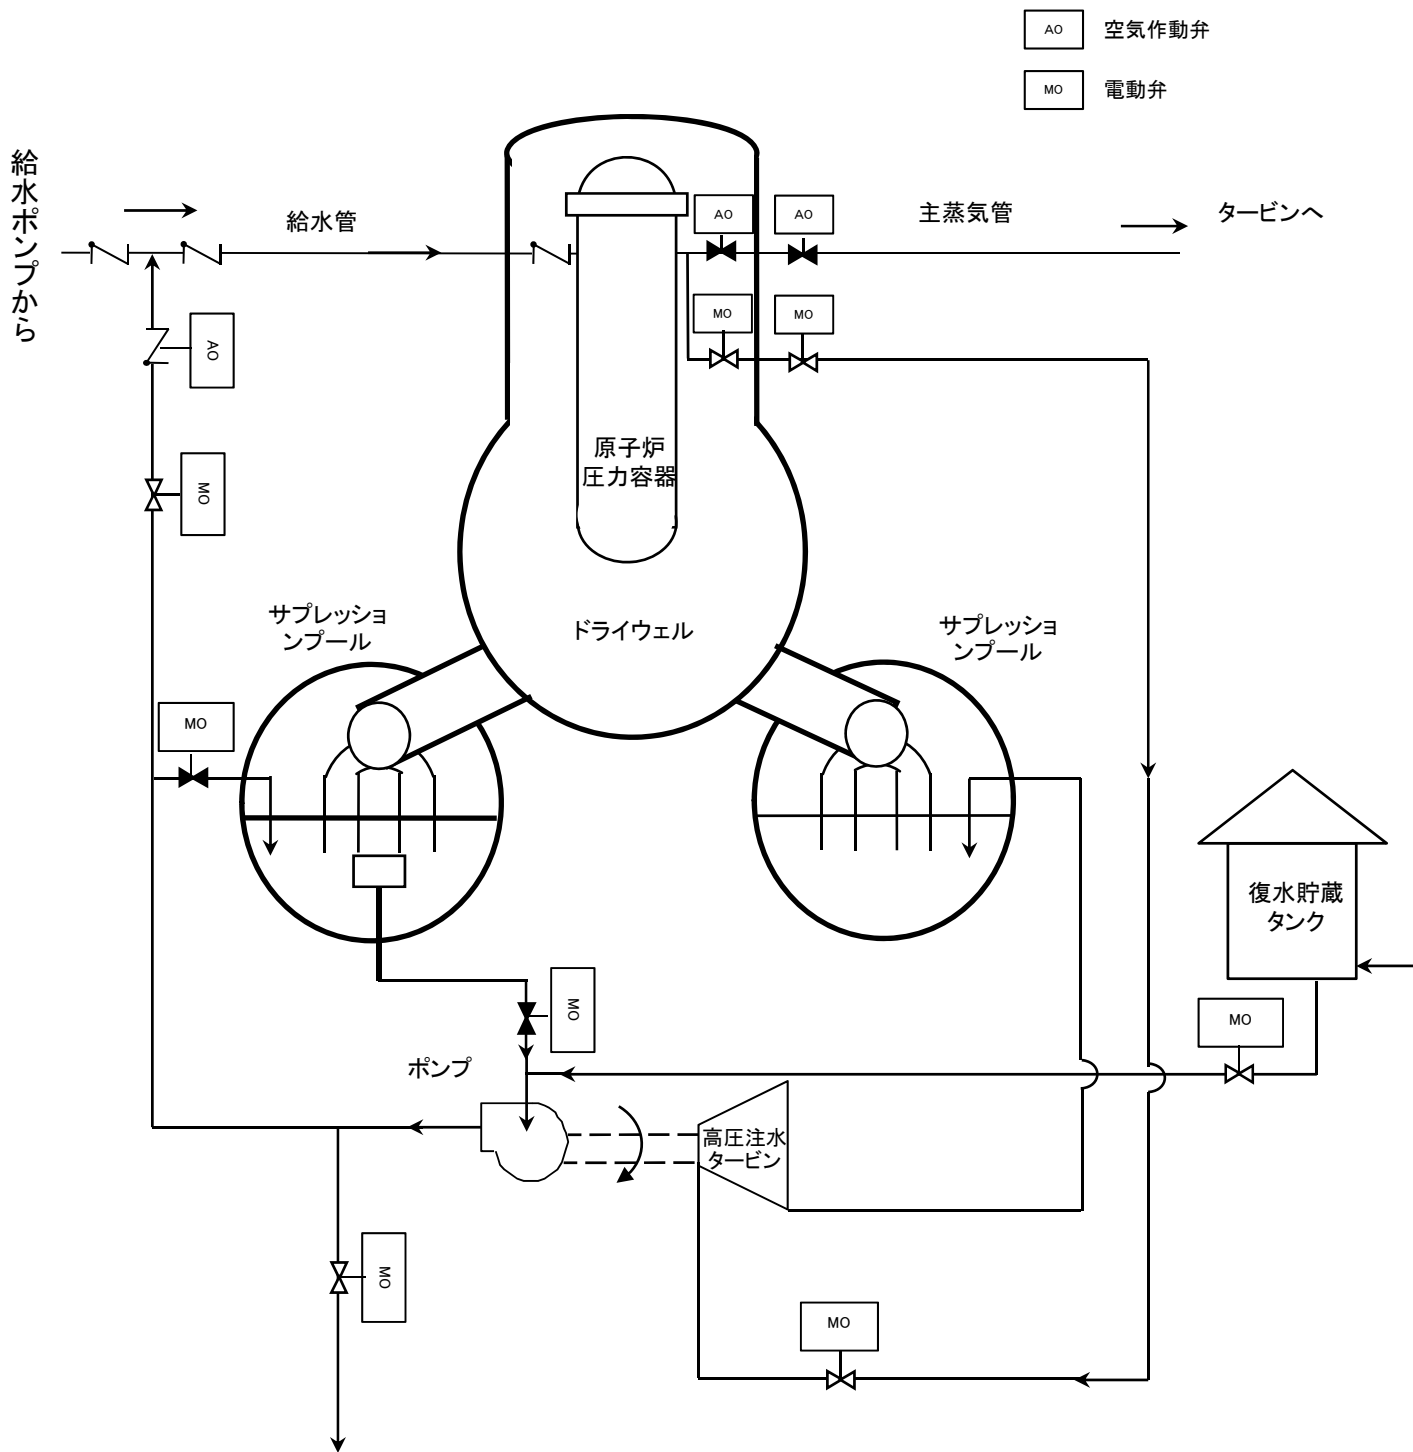 AO 空気作動弁
MO 電動弁
給水ポンプから
給水管
AO
AO
主蒸気管
タービンへ
MO
MO
AO
原子炉
圧力容器
MO
サプレッショ
ンプール
ドライウェル
サプレッショ
ンプール
MO
復水貯蔵
タンク
MO
MO
ポンプ
高圧注水
タービン
MO
MO